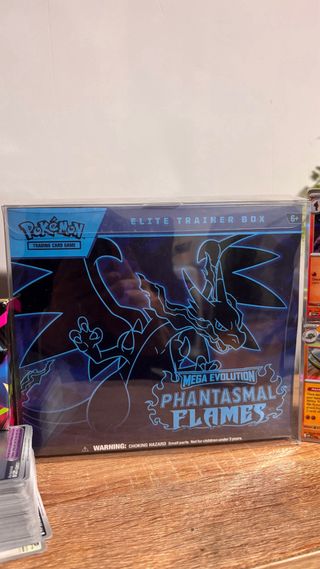 POKÉMON
TRADING CARD GAME
ELITE TRAINER BOX
6+
MEGA EVOLUTION
PHANTASMAL
FLAMES
WARNING: CHOKING HAZARD Small parts. Not for children under 3 years.